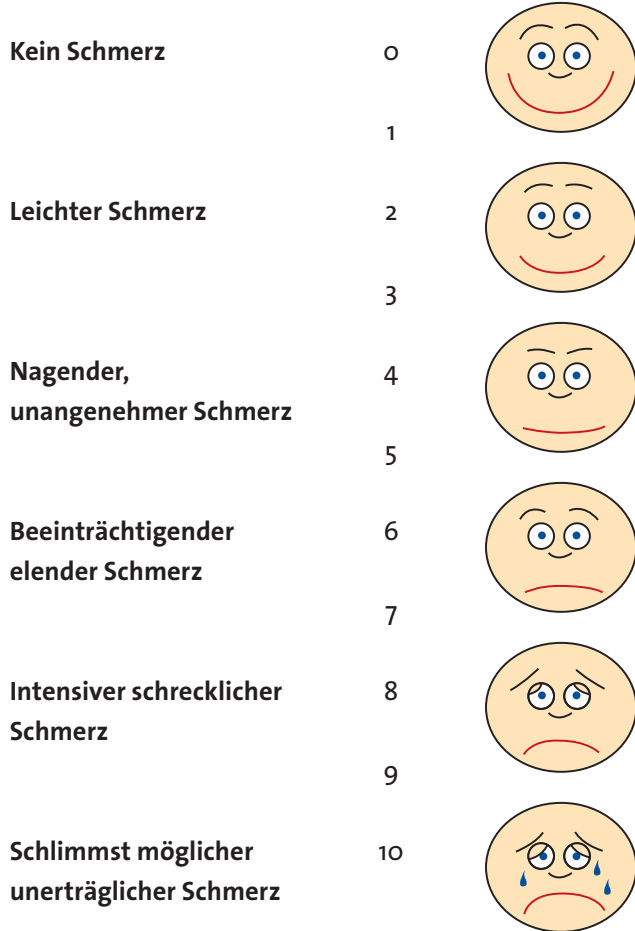 Kein Schmerz 0
1
Leichter Schmerz 2
3
Nagender, 4
unangenehmer Schmerz
5
Beeinträchtigender 6
elender Schmerz
7
Intensiver schrecklicher 8
Schmerz
9
Schlimmst möglicher 10
unerträglicher Schmerz